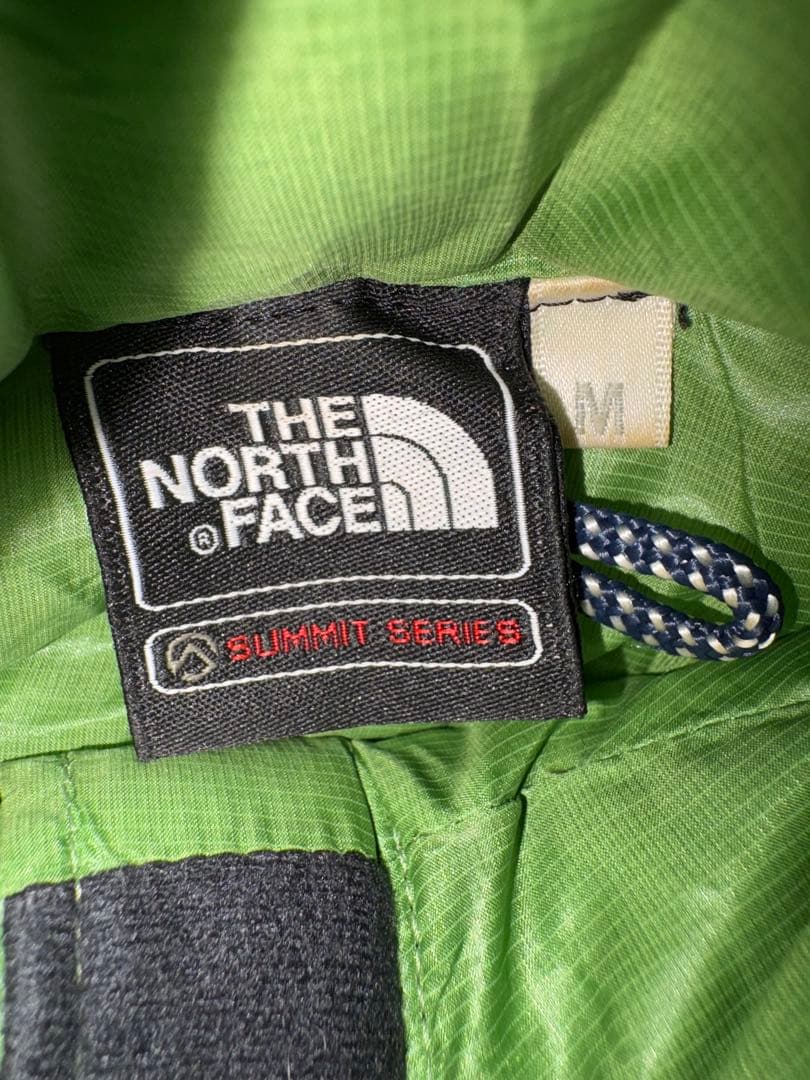 THE
NORTH
® FACE
SUMMIT SERIES
M